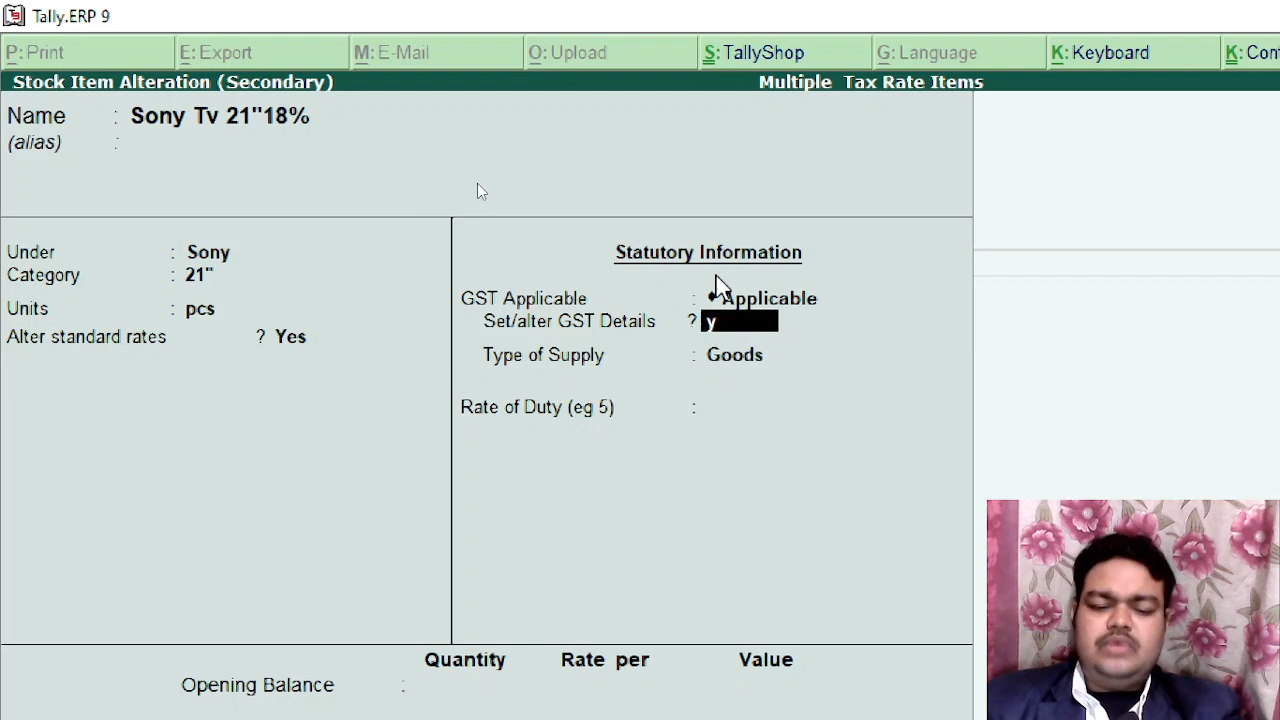 Tally.ERP 9
P: Print E: Export M: E-Mail O: Upload S: TallyShop G: Language K: Keyboard
Stock Item Alteration (Secondary) Multiple Tax Rate Items
Name : Sony Tv 21"18%
(alias) :
Statutory Information
Under : Sony
Category : 21"
Units : pcs
Alter standard rates ? Yes
GST Applicable : Applicable
Set/alter GST Details ? y
Type of Supply : Goods
Rate of Duty (eg 5) :
Quantity Rate per Value
Opening Balance :